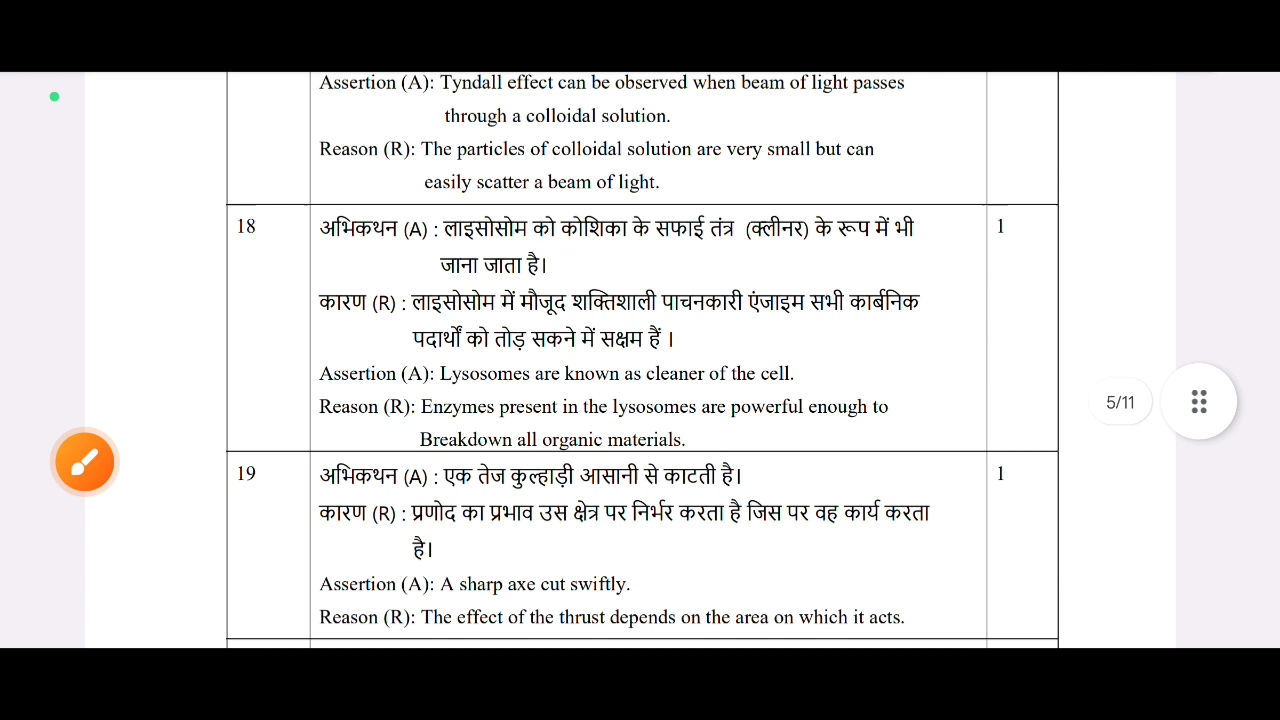 Assertion (A): Tyndall effect can be observed when beam of light passes
through a colloidal solution.
Reason (R): The particles of colloidal solution are very small but can
easily scatter a beam of light.
18
अभिकथन (A) : लाइसोसोम को कोशिका के सफाई तंत्र (क्लीनर) के रूप में भी
1
जाना जाता है।
कारण (R) : लाइसोसोम में मौजूद शक्तिशाली पाचनकारी एंजाइम सभी कार्बनिक
पदार्थों को तोड़ सकने में सक्षम हैं ।
Assertion (A): Lysosomes are known as cleaner of the cell.
Reason (R): Enzymes present in the lysosomes are powerful enough to
Breakdown all organic materials.
19
अभिकथन (A) : एक तेज कुल्हाड़ी आसानी से काटती है।
1
कारण (R) : प्रणोद का प्रभाव उस क्षेत्र पर निर्भर करता है जिस पर वह कार्य करता
है।
Assertion (A): A sharp axe cut swiftly.
Reason (R): The effect of the thrust depends on the area on which it acts.
5/11